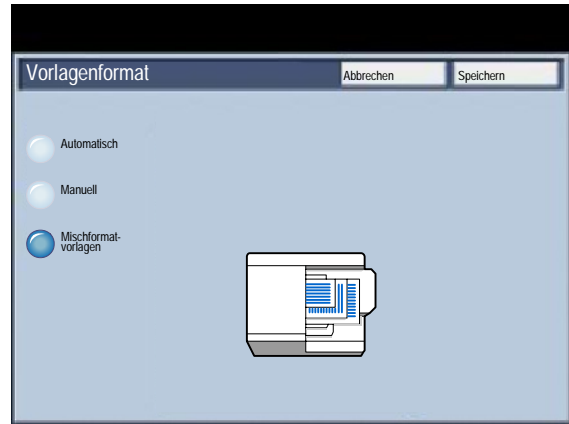 Vorlagenformat
Abbrechen
Speichern
Automatisch
Manuell
Mischformat-
vorlagen